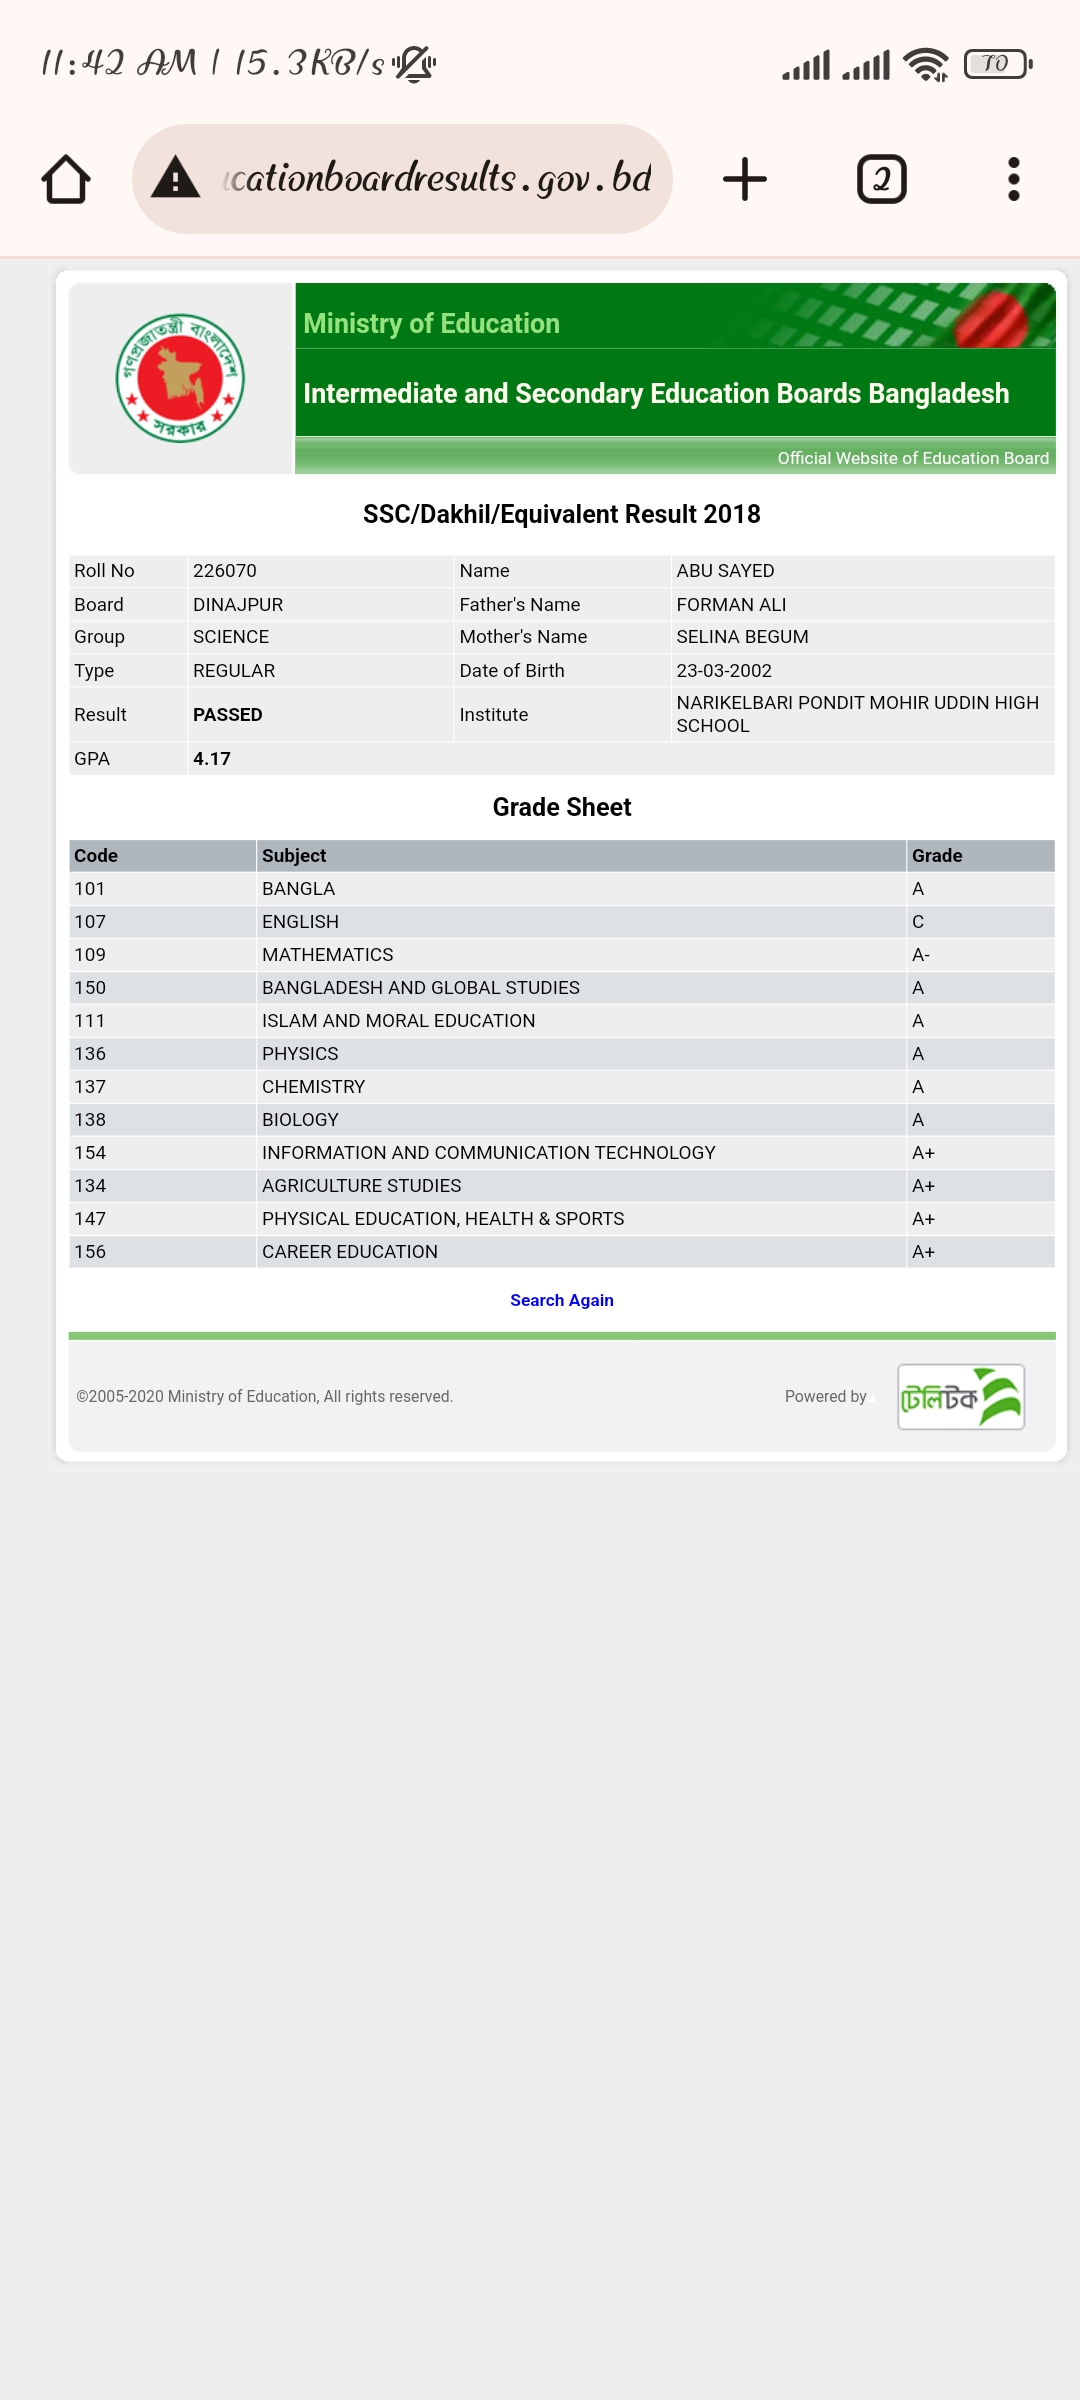 11:42 AM | 15.3KB/s
70
cationboardresults.gov.bd
2
গণপ্রজাতন্ত্রী বাংলাদেশ
সরকার
Ministry of Education
Intermediate and Secondary Education Boards Bangladesh
Official Website of Education Board
SSC/Dakhil/Equivalent Result 2018
Roll No 226070 Name ABU SAYED
Board DINAJPUR Father's Name FORMAN ALI
Group SCIENCE Mother's Name SELINA BEGUM
Type REGULAR Date of Birth 23-03-2002
Result PASSED Institute NARIKELBARI PONDIT MOHIR UDDIN HIGH
SCHOOL
GPA 4.17
Grade Sheet
Code Subject Grade
101 BANGLA A
107 ENGLISH C
109 MATHEMATICS A-
150 BANGLADESH AND GLOBAL STUDIES A
111 ISLAM AND MORAL EDUCATION A
136 PHYSICS A
137 CHEMISTRY A
138 BIOLOGY A
154 INFORMATION AND COMMUNICATION TECHNOLOGY A+
134 AGRICULTURE STUDIES A+
147 PHYSICAL EDUCATION, HEALTH & SPORTS A+
156 CAREER EDUCATION A+
Search Again
©2005-2020 Ministry of Education, All rights reserved. Powered by টেলিটক